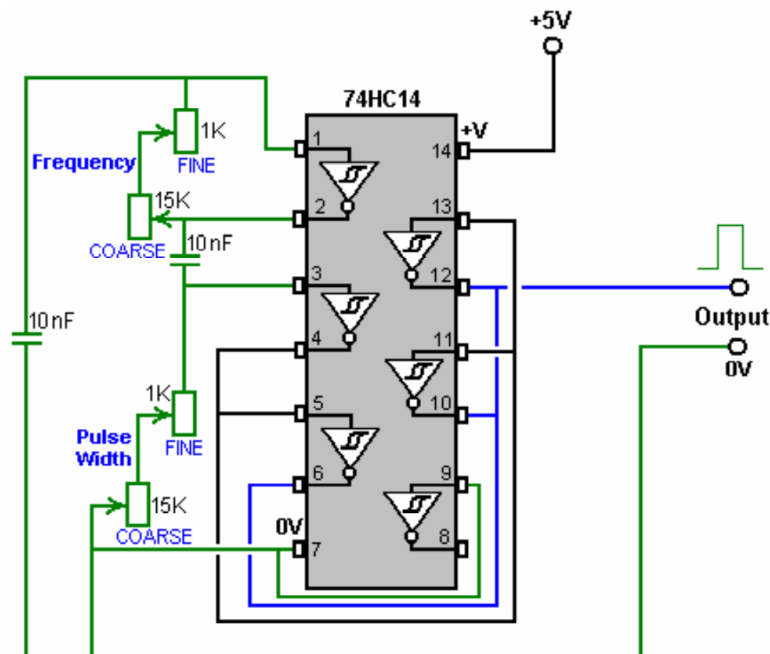 +5V
74HC14
+V
1
14
1K
FINE
Frequency
15K
COARSE
2
13
10nF
3
12
Output
10nF
4
11
0V
1K
FINE
5
10
Pulse
Width
6
9
15K
COARSE
0V
7
8